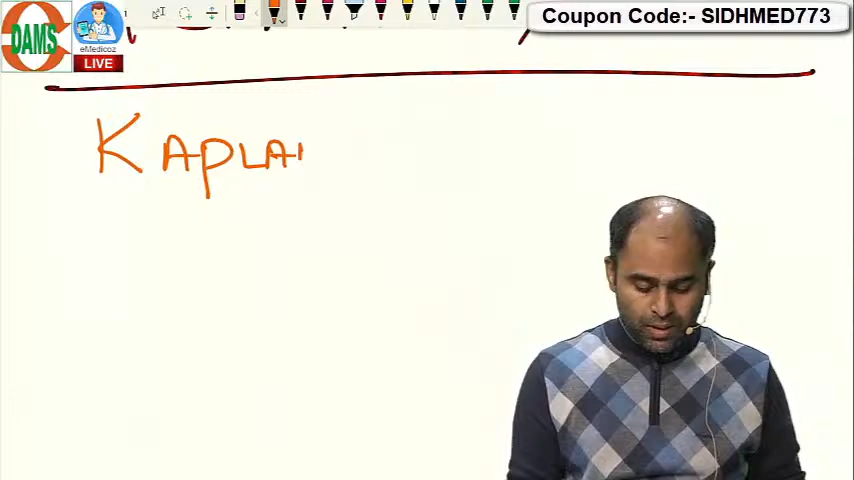 Coupon Code:- SIDHMED773
DAMS
eMedicoz
LIVE
KAPLA